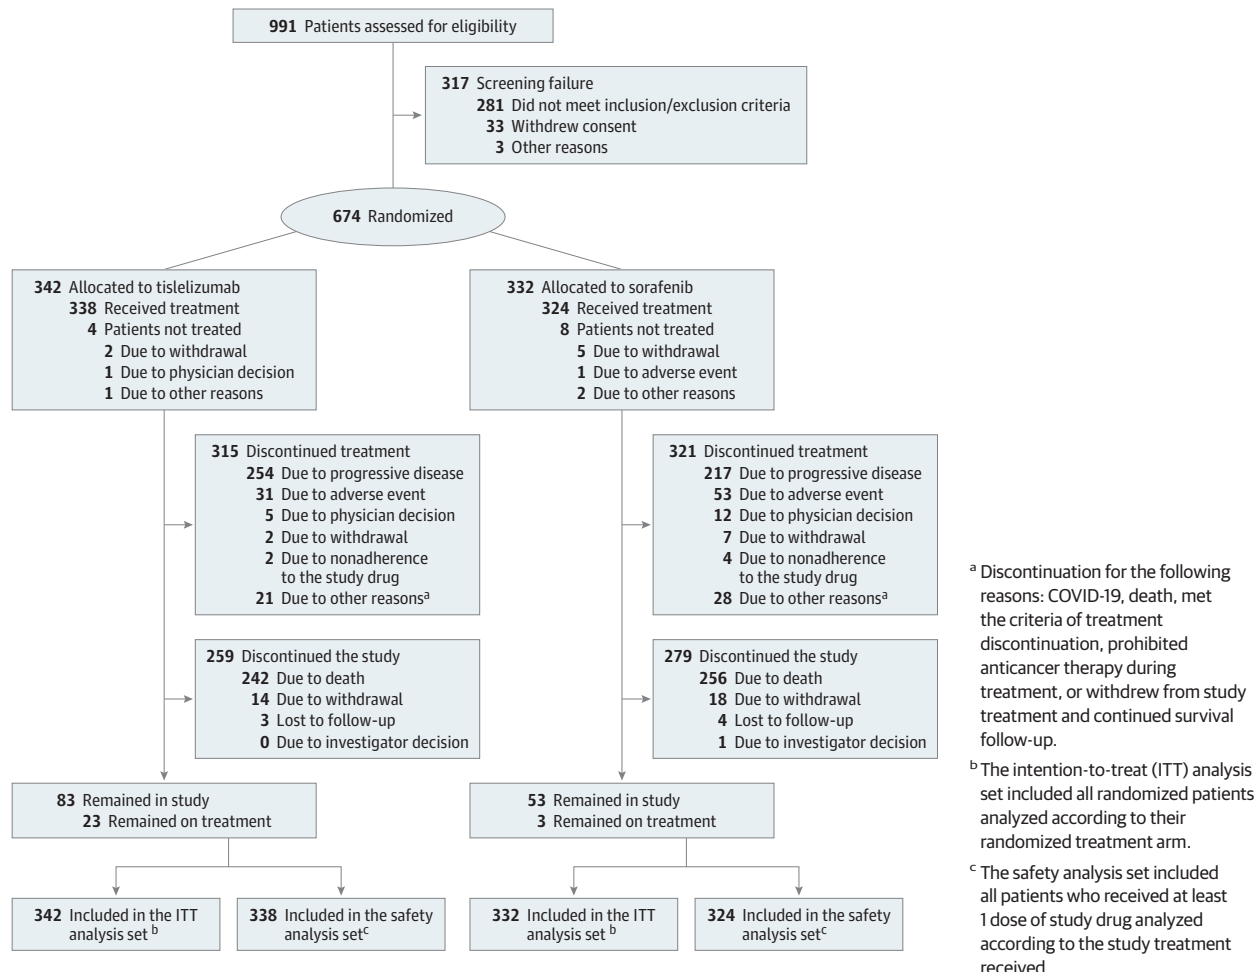 991 Patients assessed for eligibility
317 Screening failure
281 Did not meet inclusion/exclusion criteria
33 Withdrew consent
3 Other reasons
674 Randomized
342 Allocated to tislelizumab
338 Received treatment
4 Patients not treated
2 Due to withdrawal
1 Due to physician decision
1 Due to other reasons
332 Allocated to sorafenib
324 Received treatment
8 Patients not treated
5 Due to withdrawal
1 Due to adverse event
2 Due to other reasons
315 Discontinued treatment
254 Due to progressive disease
31 Due to adverse event
5 Due to physician decision
2 Due to withdrawal
2 Due to nonadherence
to the study drug
21 Due to other reasonsa
321 Discontinued treatment
217 Due to progressive disease
53 Due to adverse event
12 Due to physician decision
7 Due to withdrawal
4 Due to nonadherence
to the study drug
28 Due to other reasonsa
259 Discontinued the study
242 Due to death
14 Due to withdrawal
3 Lost to follow-up
0 Due to investigator decision
279 Discontinued the study
256 Due to death
18 Due to withdrawal
4 Lost to follow-up
1 Due to investigator decision
83 Remained in study
23 Remained on treatment
53 Remained in study
3 Remained on treatment
342 Included in the ITT
analysis set b
338 Included in the safety
analysis setc
332 Included in the ITT
analysis set b
324 Included in the safety
analysis setc
a Discontinuation for the following
reasons: COVID-19, death, met
the criteria of treatment
discontinuation, prohibited
anticancer therapy during
treatment, or withdrew from study
treatment and continued survival
follow-up.
b The intention-to-treat (ITT) analysis
set included all randomized patients
analyzed according to their
randomized treatment arm.
c The safety analysis set included
all patients who received at least
1 dose of study drug analyzed
according to the study treatment
received.